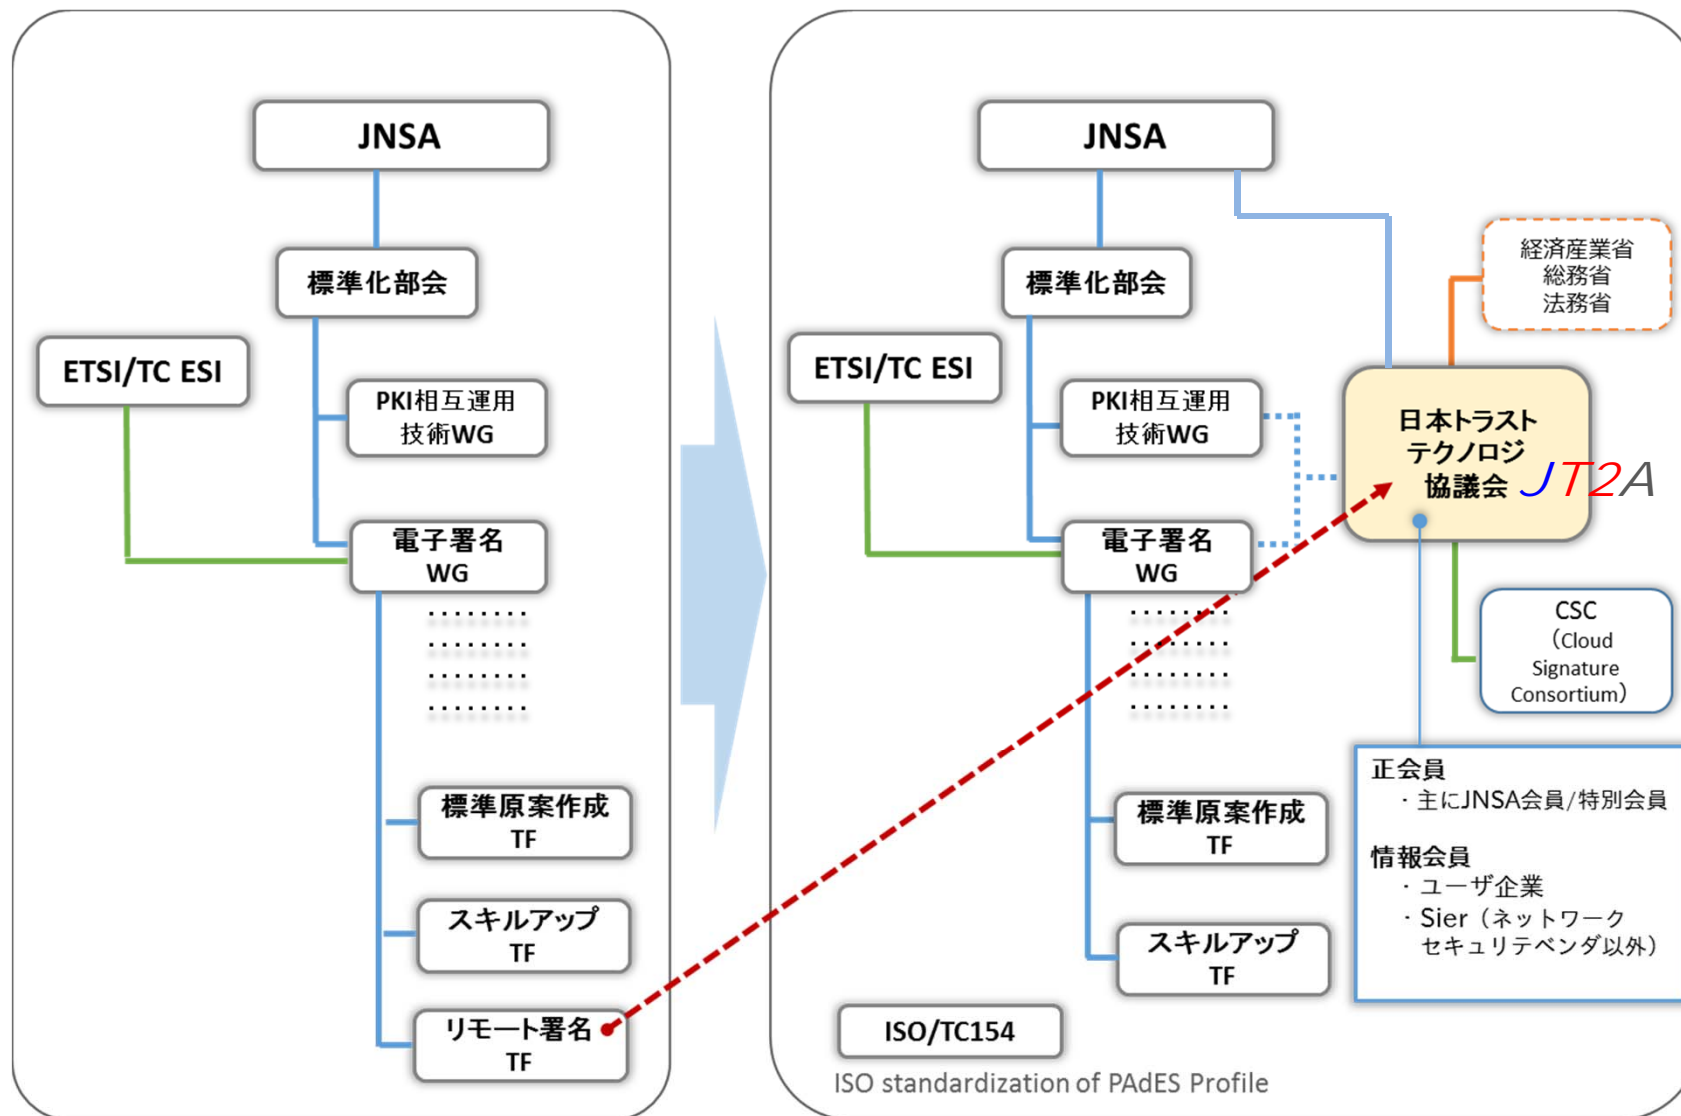 JNSA
標準化部会
ETSI/TC ESI
PKI相互運用
技術WG
電子署名
WG
........
........
........
........
標準原案作成
TF
スキルアップ
TF
リモート署名
TF
JNSA
標準化部会
ETSI/TC ESI
PKI相互運用
技術WG
電子署名
WG
........
........
........
........
標準原案作成
TF
スキルアップ
TF
ISO/TC154
ISO standardization of PAdES Profile
経済産業省
総務省
法務省
日本トラスト
テクノロジ
協議会 JT2A
CSC
（Cloud
Signature
Consortium）
正会員
・主にJNSA会員/特別会員
情報会員
・ユーザ企業
・Sier（ネットワーク
セキュリテベンダ以外）